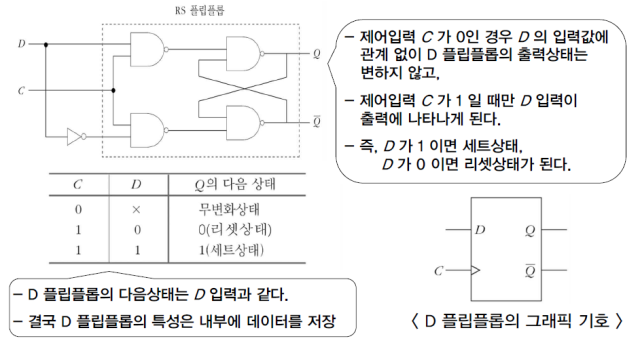 RS 플립플롭
D
C
Q
Q̅
– 제어입력 C 가 0인 경우 D 의 입력값에
관계 없이 D 플립플롭의 출력상태는
변하지 않고,
– 제어입력 C 가 1 일 때만 D 입력이
출력에 나타나게 된다.
– 즉, D 가 1 이면 세트상태,
D 가 0 이면 리셋상태가 된다.
C D Q의 다음 상태
0 × 무변화상태
1 0 0(리셋상태)
1 1 1(세트상태)
– D 플립플롭의 다음상태는 D 입력과 같다.
– 결국 D 플립플롭의 특성은 내부에 데이터를 저장
D Q
C Q̅
〈 D 플립플롭의 그래픽 기호 〉